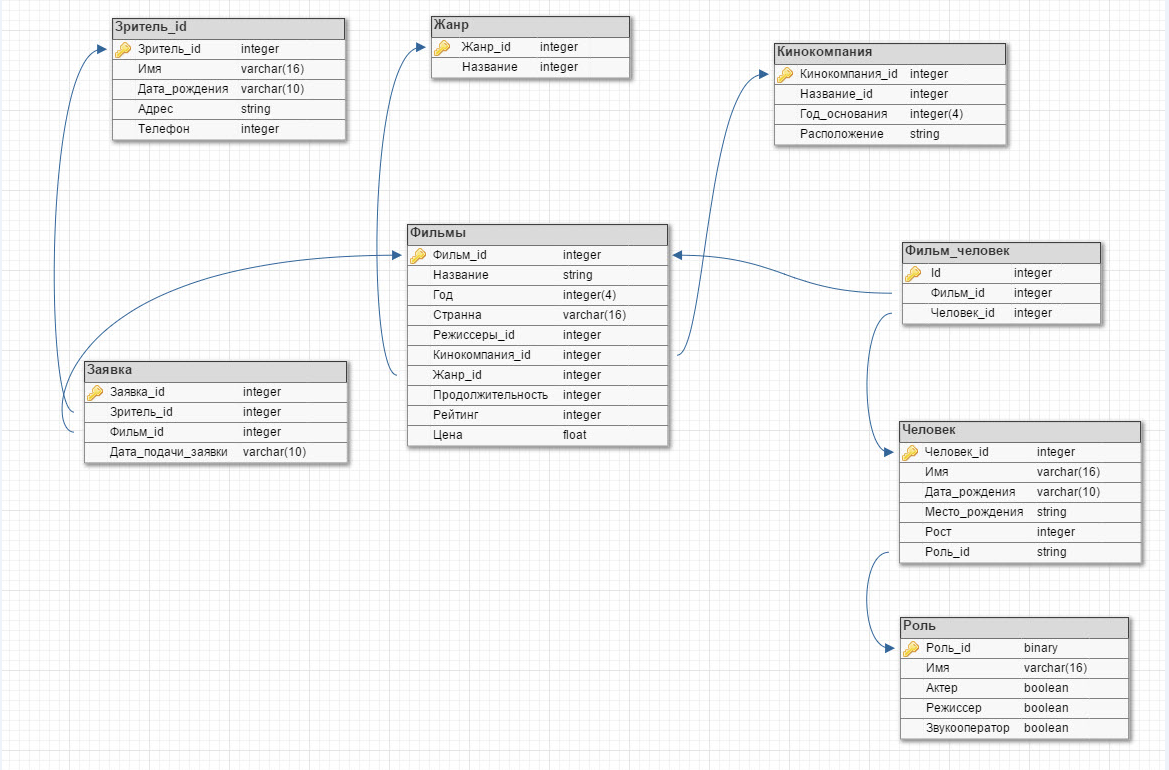 Зритель_id
Зритель_id integer
Имя varchar(16)
Дата_рождения varchar(10)
Адрес string
Телефон integer
Жанр
Жанр_id integer
Название integer
Кинокомпания
Кинокомпания_id integer
Название_id integer
Год_основания integer(4)
Расположение string
Фильмы
Фильм_id integer
Название string
Год integer(4)
Странна varchar(16)
Режиссеры_id integer
Кинокомпания_id integer
Жанр_id integer
Продолжительность integer
Рейтинг integer
Цена float
Фильм_человек
Id integer
Фильм_id integer
Человек_id integer
Заявка
Заявка_id integer
Зритель_id integer
Фильм_id integer
Дата_подачи_заявки varchar(10)
Человек
Человек_id integer
Имя varchar(16)
Дата_рождения varchar(10)
Место_рождения string
Рост integer
Роль_id string
Роль
Роль_id binary
Имя varchar(16)
Актер boolean
Режиссер boolean
Звукооператор boolean